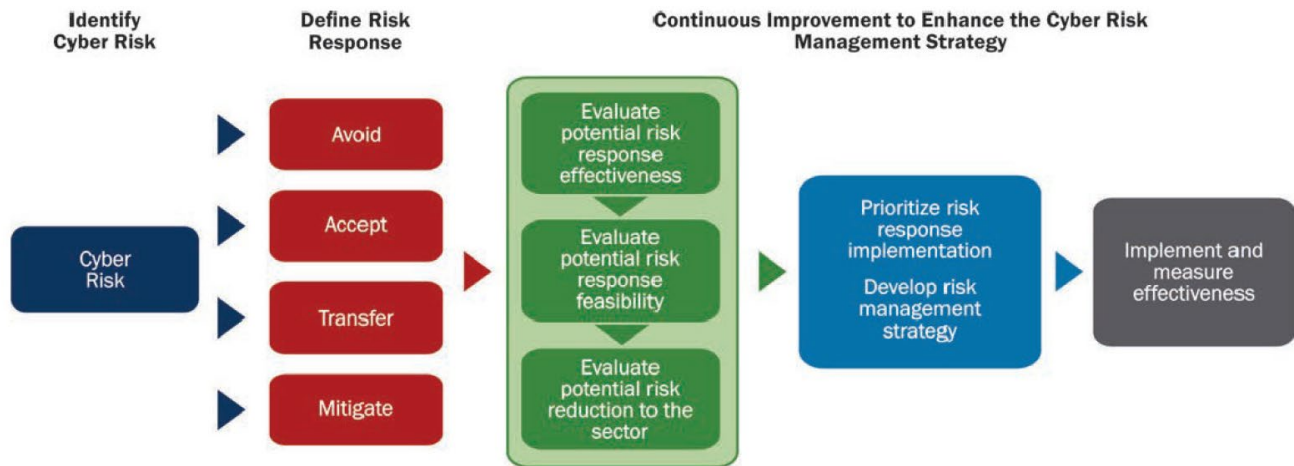 Identify
Cyber Risk
Define Risk
Response
Continuous Improvement to Enhance the Cyber Risk
Management Strategy
Cyber
Risk
Avoid
Accept
Transfer
Mitigate
Evaluate
potential risk
response
effectiveness
Evaluate
potential risk
response
feasibility
Evaluate
potential risk
reduction to the
sector
Prioritize risk
response
implementation
Develop risk
management
strategy
Implement and
measure
effectiveness